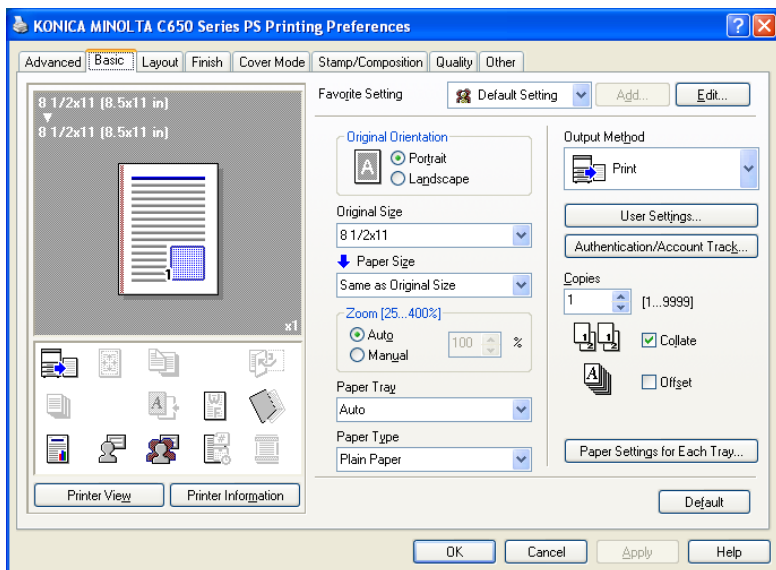 KONICA MINOLTA C650 Series PS Printing Preferences
Advanced Basic Layout Finish Cover Mode Stamp/Composition Quality Other
8 1/2x11 (8.5x11 in)
8 1/2x11 (8.5x11 in)
1
x1
Printer View Printer Information
Favorite Setting Default Setting Add... Edit...
Original Orientation
A
Portrait
Landscape
Original Size
8 1/2x11
Paper Size
Same as Original Size
Zoom [25...400%]
Auto
Manual
100 %
Paper Tray
Auto
Paper Type
Plain Paper
Output Method
Print
User Settings...
Authentication/Account Track...
Copies
1 [1...9999]
Collate
Offset
Paper Settings for Each Tray...
Default
OK Cancel Apply Help